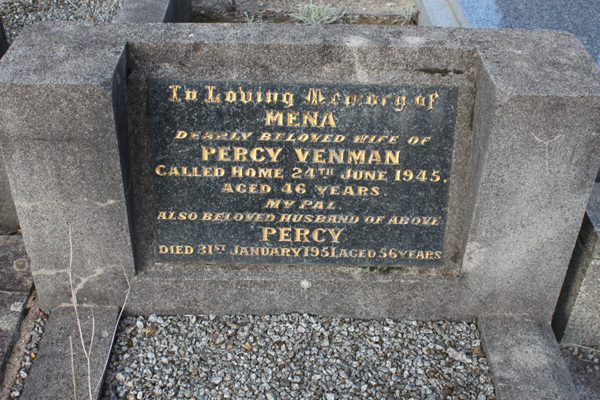 In Loving Memory of
MENA
DEARLY BELOVED WIFE OF
PERCY VENMAN
CALLED HOME 24TH JUNE 1945,
AGED 46 YEARS.
MY PAL.
ALSO BELOVED HUSBAND OF ABOVE
PERCY
DIED 31ST JANUARY 1951, AGED 56 YEARS